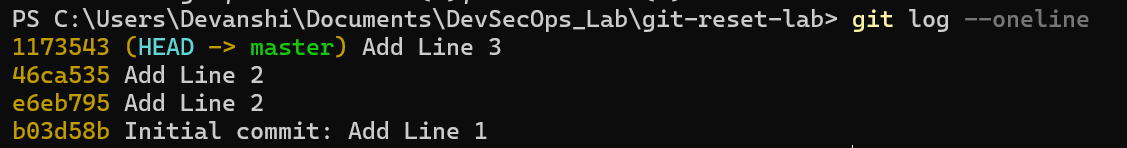 PS C:\Users\Devanshi\Documents\DevSecOps_Lab\git-reset-lab> git log --oneline
1173543 (HEAD -> master) Add Line 3
46ca535 Add Line 2
e6eb795 Add Line 2
b03d58b Initial commit: Add Line 1